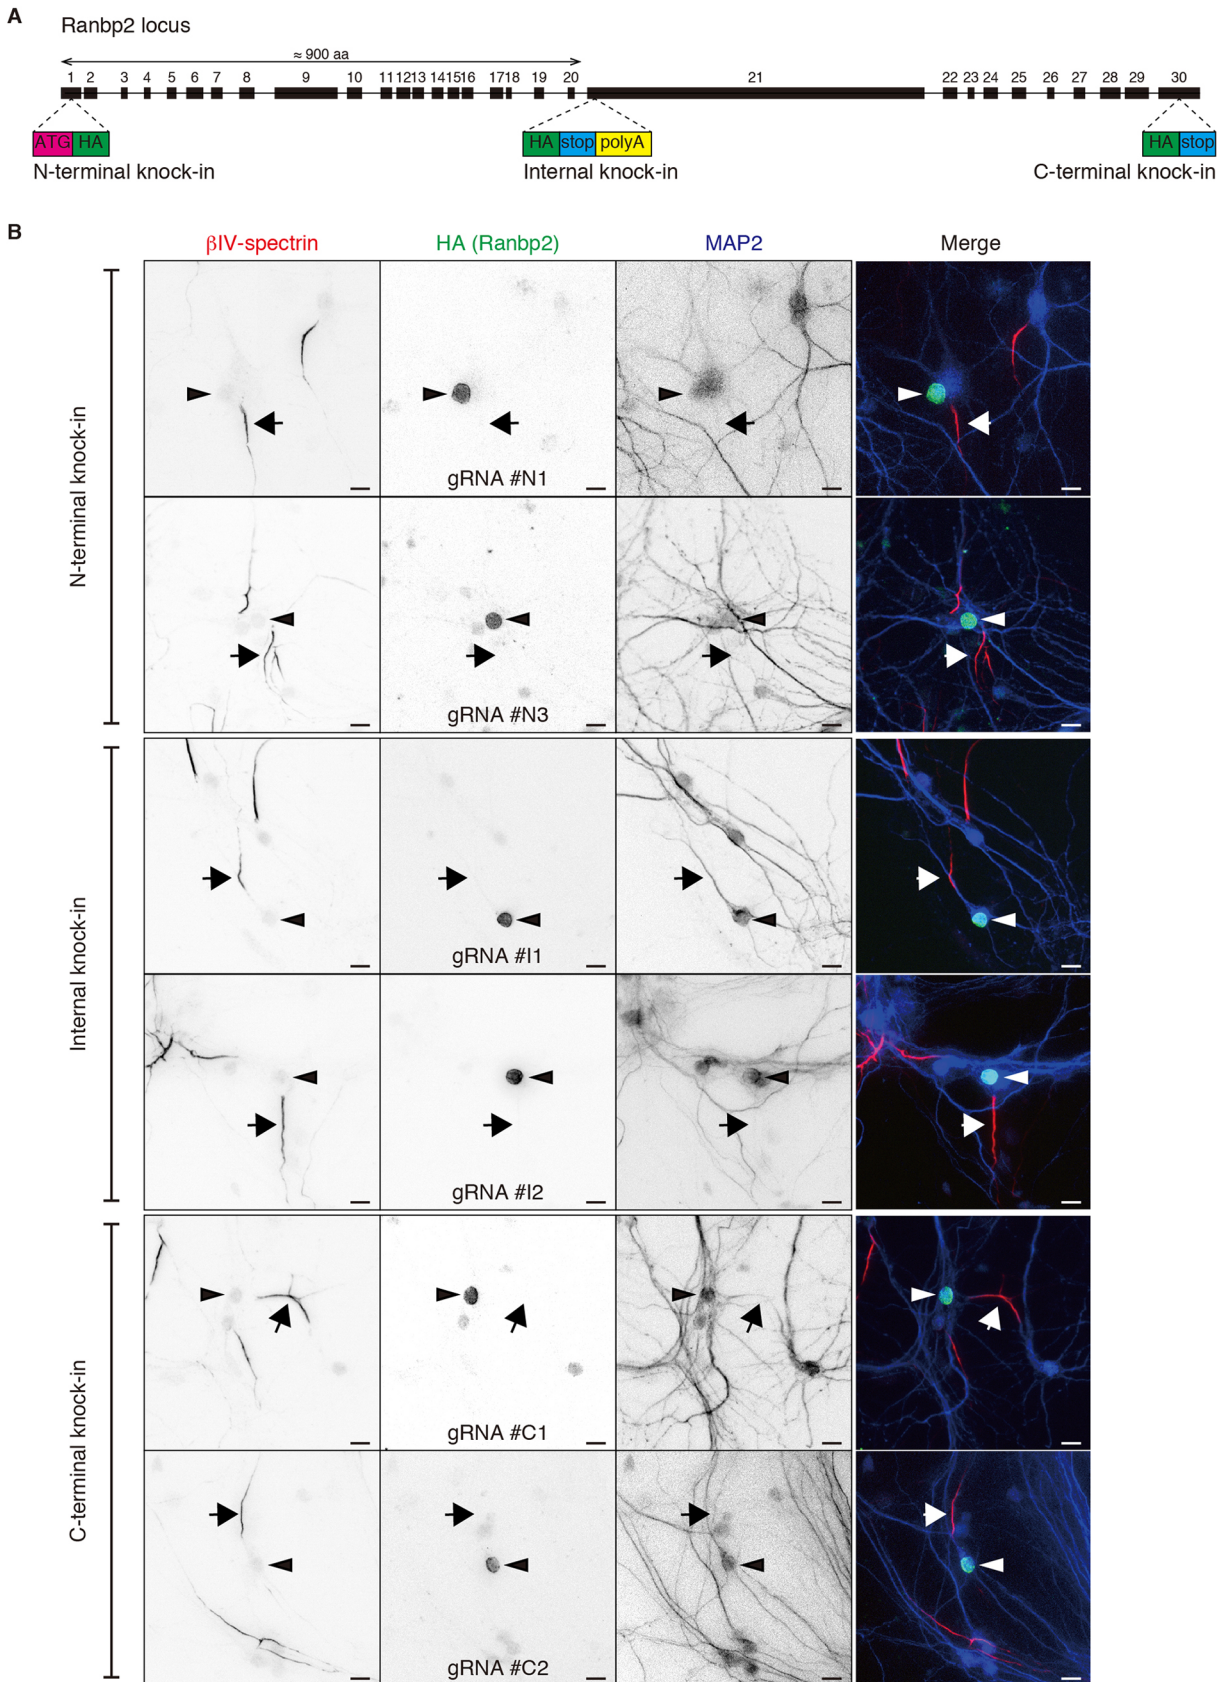 A
Ranbp2 locus
≈ 900 aa
1 2 3 4 5 6 7 8 9 10 11 12 13 14 15 16 17 18 19 20 21 22 23 24 25 26 27 28 29 30
ATG HA
HA stop polyA
HA stop
N-terminal knock-in
Internal knock-in
C-terminal knock-in
B
βIV-spectrin
HA (Ranbp2)
MAP2
Merge
N-terminal knock-in
gRNA #N1
gRNA #N3
Internal knock-in
gRNA #I1
gRNA #I2
C-terminal knock-in
gRNA #C1
gRNA #C2